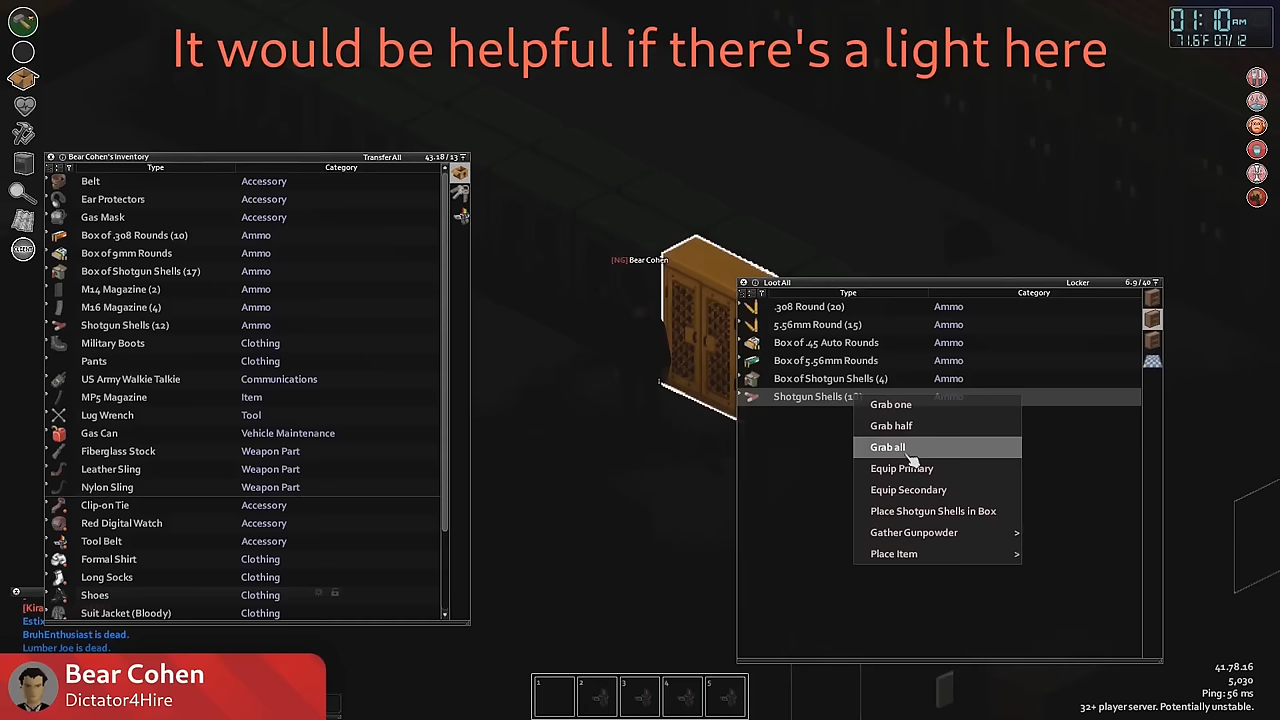 It would be helpful if there's a light here
01:10 AM
71.6F 07/12
Bear Cohen's Inventory Transfer All 43.18 / 13
Type Category
Belt Accessory
Ear Protectors Accessory
Gas Mask Accessory
Box of .308 Rounds (10) Ammo
Box of 9mm Rounds Ammo
Box of Shotgun Shells (17) Ammo
M14 Magazine (2) Ammo
M16 Magazine (4) Ammo
Shotgun Shells (12) Ammo
Military Boots Clothing
Pants Clothing
US Army Walkie Talkie Communications
MP5 Magazine Item
Lug Wrench Tool
Gas Can Vehicle Maintenance
Fiberglass Stock Weapon Part
Leather Sling Weapon Part
Nylon Sling Weapon Part
Clip-on Tie Accessory
Red Digital Watch Accessory
Tool Belt Accessory
Formal Shirt Clothing
Long Socks Clothing
Shoes Clothing
Suit Jacket (Bloody) Clothing
[NG] Bear Cohen
Loot All Locker 6.9 / 40
Type Category
.308 Round (20) Ammo
5.56mm Round (15) Ammo
Box of .45 Auto Rounds Ammo
Box of 5.56mm Rounds Ammo
Box of Shotgun Shells (4) Ammo
Shotgun Shells Ammo
Grab one
Grab half
Grab all
Equip Primary
Equip Secondary
Place Shotgun Shells in Box
Gather Gunpowder >
Place Item >
[Kira
Estix
BruhEnthusiast is dead.
Lumber Joe is dead.
Bear Cohen
Dictator4Hire
1 2 3 4 5
41.78.16
5,030
Ping: 56 ms
32+ player server. Potentially unstable.